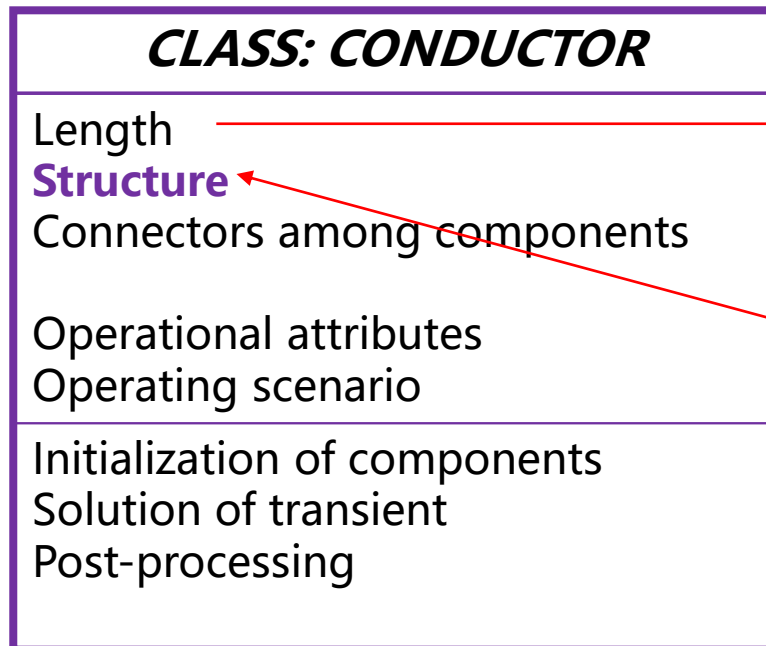 CLASS: CONDUCTOR
Length
Structure
Connectors among components
Operational attributes
Operating scenario
Initialization of components
Solution of transient
Post-processing